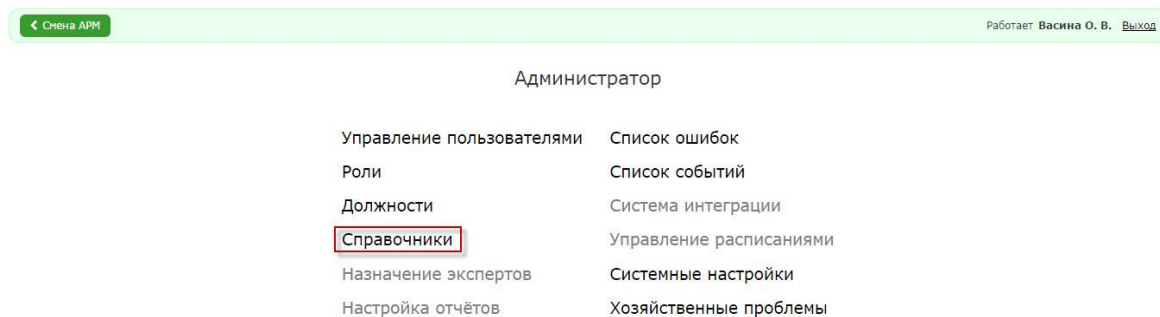 Смена АРМ
Работает Васина О. В. Выход
Администратор
Управление пользователями Список ошибок
Роли Список событий
Должности Система интеграции
Справочники Управление расписаниями
Назначение экспертов Системные настройки
Настройка отчётов Хозяйственные проблемы